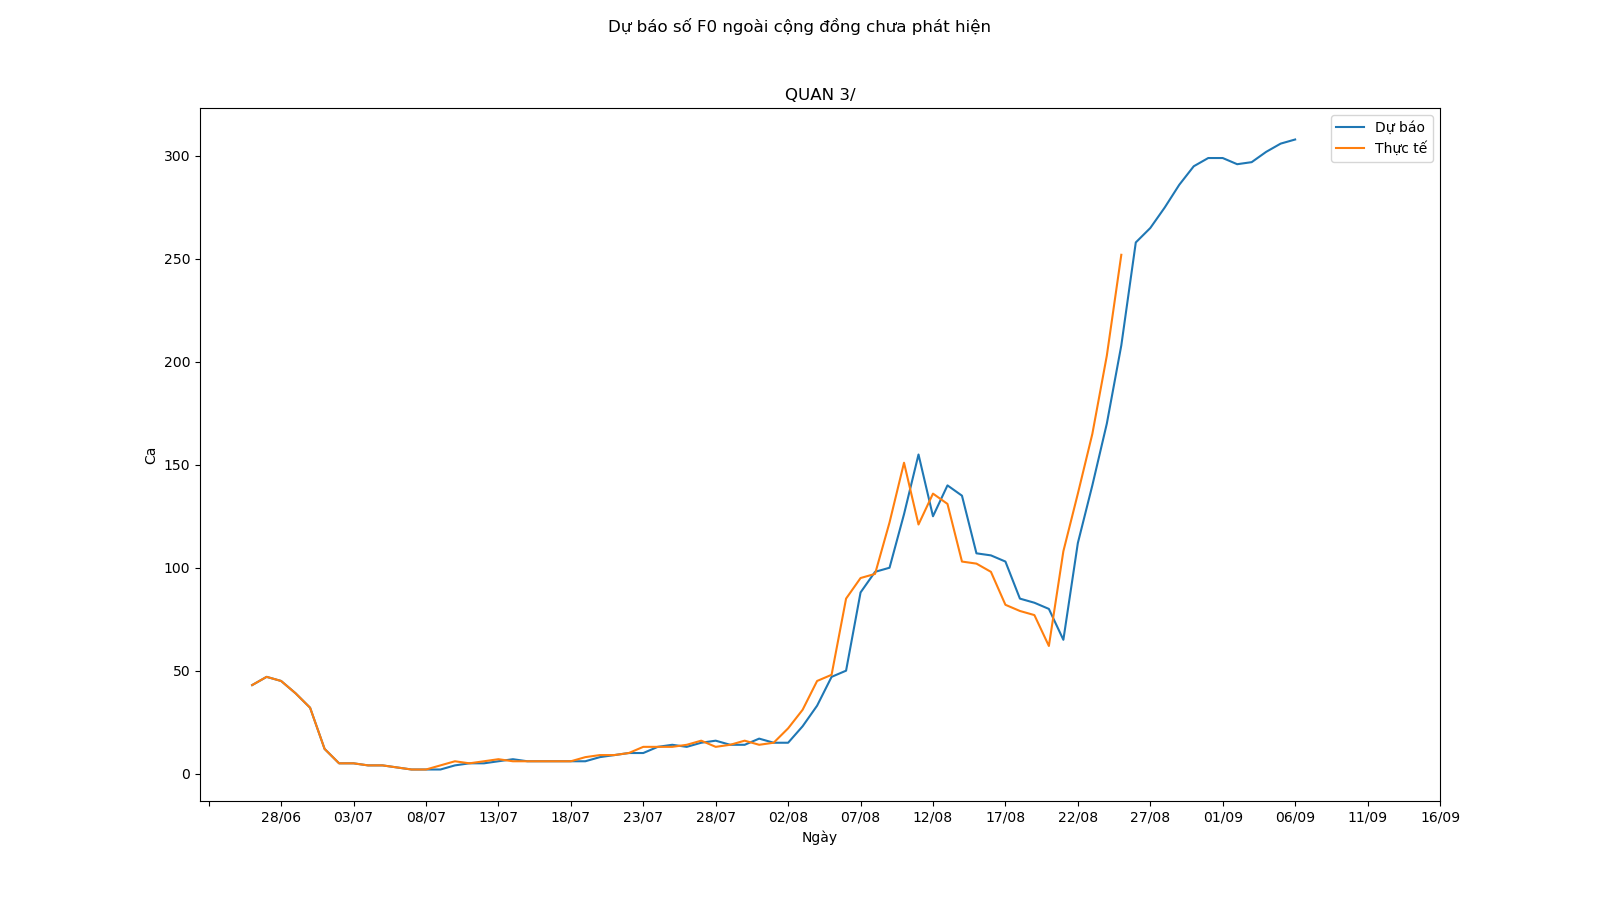 Dự báo số F0 ngoài cộng đồng chưa phát hiện
QUAN 3/
Dự báo
Thực tế
300
250
200
150
100
50
0
Ca
28/06 03/07 08/07 13/07 18/07 23/07 28/07 02/08 07/08 12/08 17/08 22/08 27/08 01/09 06/09 11/09 16/09
Ngày